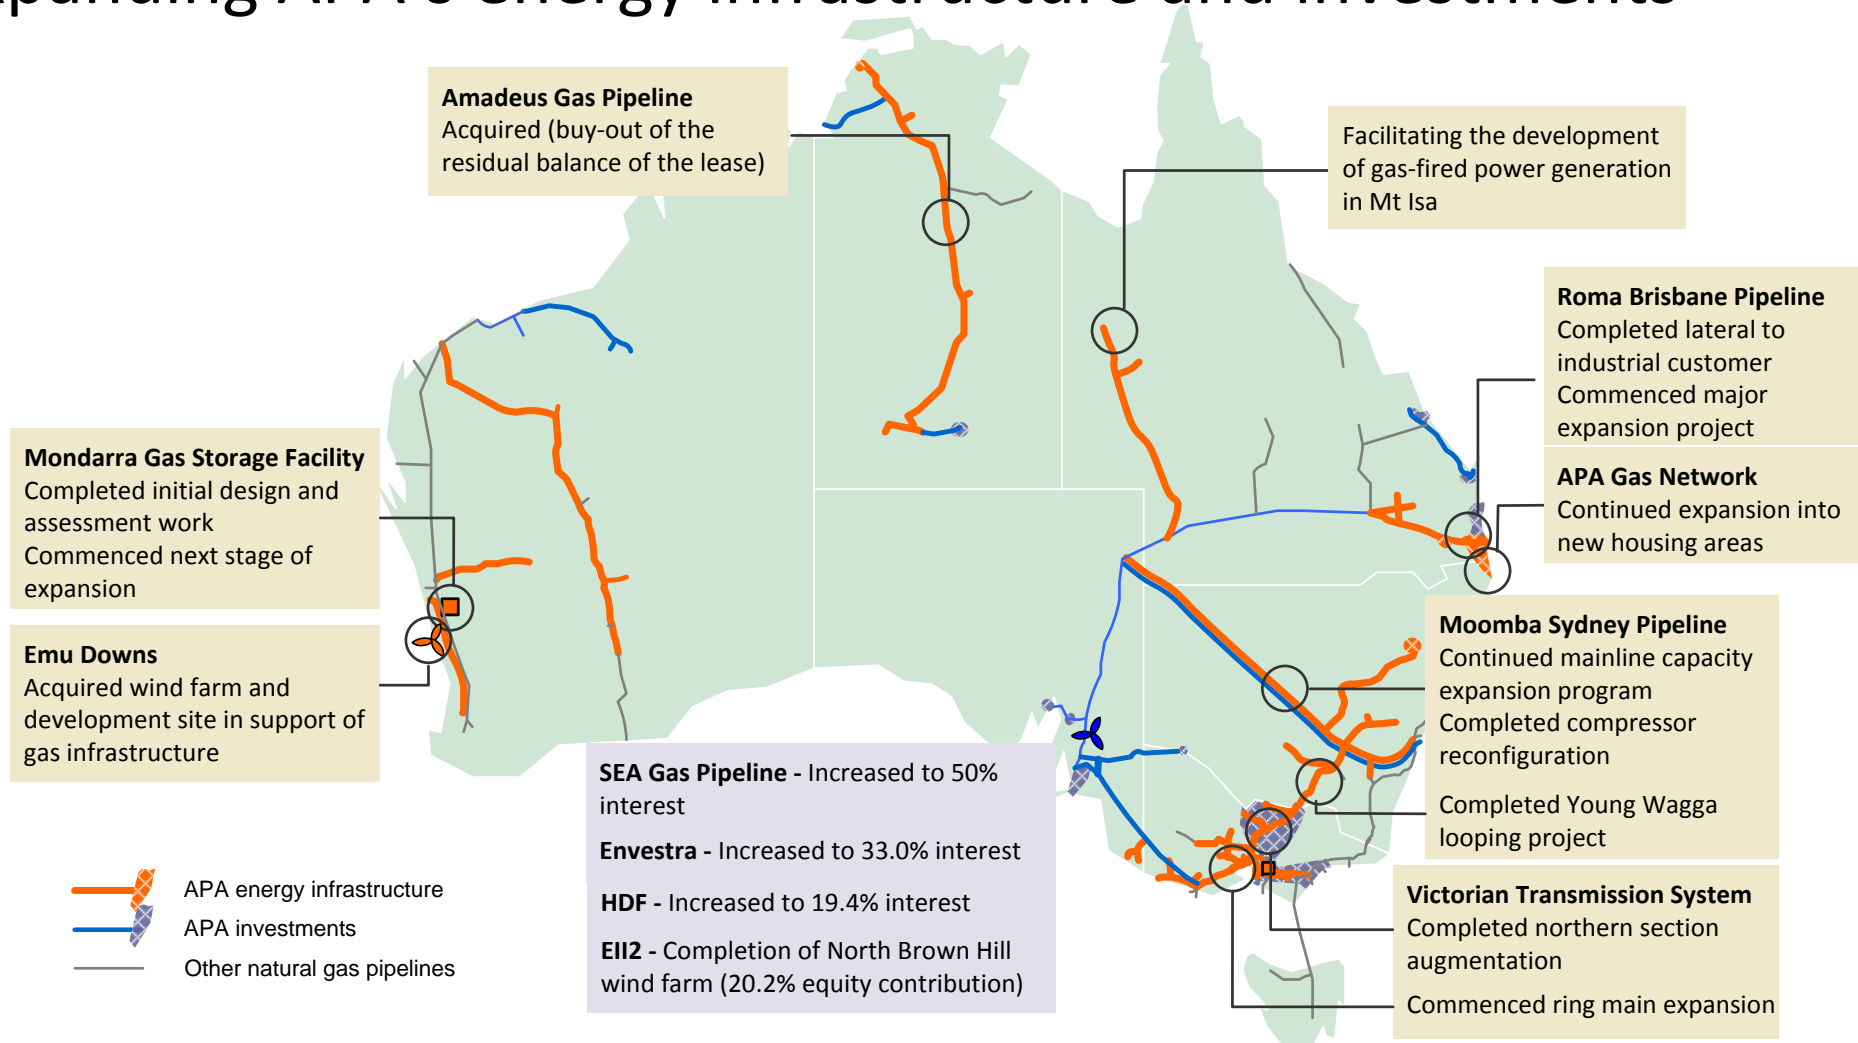 panding APA's energy infrastructure and investments
Amadeus Gas Pipeline
Acquired (buy-out of the
residual balance of the lease)
Facilitating the development
of gas-fired power generation
in Mt Isa
Roma Brisbane Pipeline
Completed lateral to
industrial customer
Commenced major
expansion project
APA Gas Network
Continued expansion into
new housing areas
Mondarra Gas Storage Facility
Completed initial design and
assessment work
Commenced next stage of
expansion
Emu Downs
Acquired wind farm and
development site in support of
gas infrastructure
Moomba Sydney Pipeline
Continued mainline capacity
expansion program
Completed compressor
reconfiguration
Completed Young Wagga
looping project
SEA Gas Pipeline - Increased to 50%
interest
Envestra - Increased to 33.0% interest
HDF - Increased to 19.4% interest
EII2 - Completion of North Brown Hill
wind farm (20.2% equity contribution)
Victorian Transmission System
Completed northern section
augmentation
Commenced ring main expansion
APA energy infrastructure
APA investments
Other natural gas pipelines